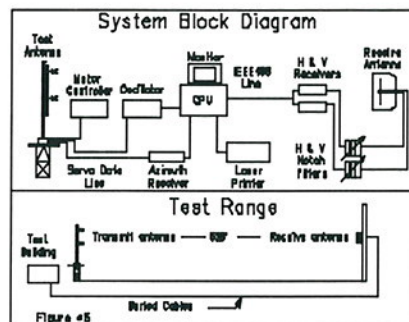 System Block Diagram
Test
Antenna
Motor
Controller
Oscillator
Monitor
CPU
IEEE488
Line
H & V
Receivers
Receive
Antenna
Servo Data
Line
Azimuth
Receiver
Laser
Printer
H & V
Notch
Filters
Test Range
Test
Building
Transmit antenna
Receive antenna
Buried Cables
Figure #5